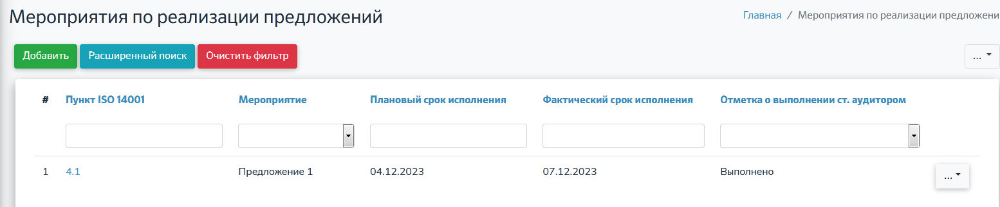 Мероприятия по реализации предложений
Главная / Мероприятия по реализации предложени
Добавить Расширенный поиск Очистить фильтр ...
# Пункт ISO 14001 Мероприятие Плановый срок исполнения Фактический срок исполнения Отметка о выполнении ст. аудитором
1 4.1 Предложение 1 04.12.2023 07.12.2023 Выполнено ...